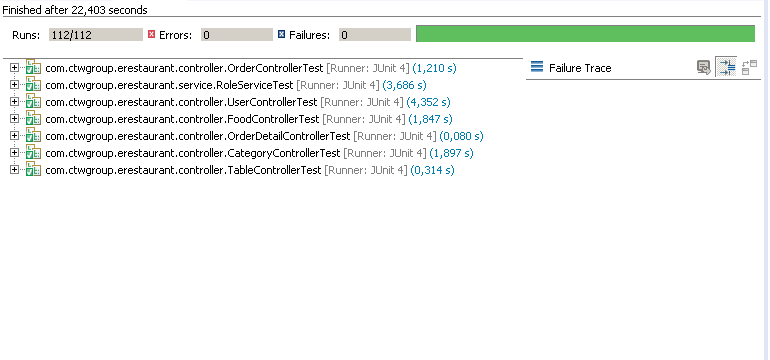 Finished after 22,403 seconds
Runs: 112/112 Errors: 0 Failures: 0
com.ctwgroup.erestaurant.controller.OrderControllerTest [Runner: JUnit 4] (1,210 s)
Failure Trace
com.ctwgroup.erestaurant.service.RoleServiceTest [Runner: JUnit 4] (3,686 s)
com.ctwgroup.erestaurant.controller.UserControllerTest [Runner: JUnit 4] (4,352 s)
com.ctwgroup.erestaurant.controller.FoodControllerTest [Runner: JUnit 4] (1,847 s)
com.ctwgroup.erestaurant.controller.OrderDetailControllerTest [Runner: JUnit 4] (0,080 s)
com.ctwgroup.erestaurant.controller.CategoryControllerTest [Runner: JUnit 4] (1,897 s)
com.ctwgroup.erestaurant.controller.TableControllerTest [Runner: JUnit 4] (0,314 s)